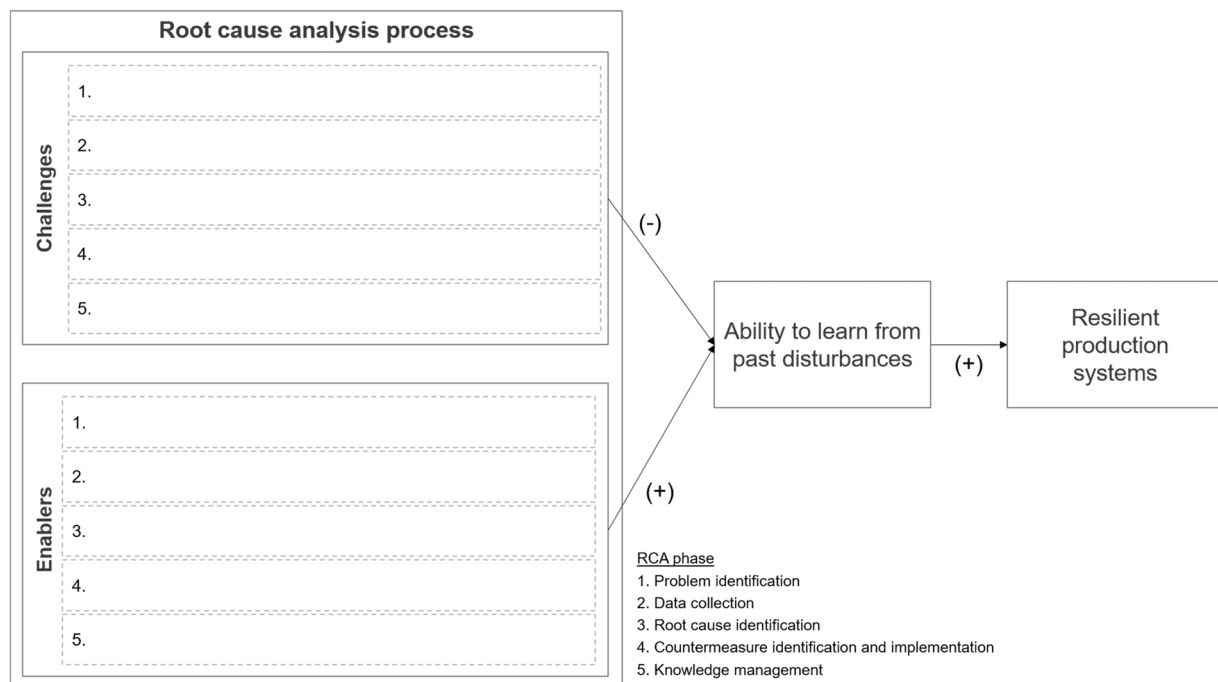 Root cause analysis process
Challenges
1.
2.
3.
4.
5.
(-)
Ability to learn from
past disturbances
(+)
Resilient
production
systems
Enablers
1.
2.
3.
4.
5.
(+)
RCA phase
1. Problem identification
2. Data collection
3. Root cause identification
4. Countermeasure identification and implementation
5. Knowledge management